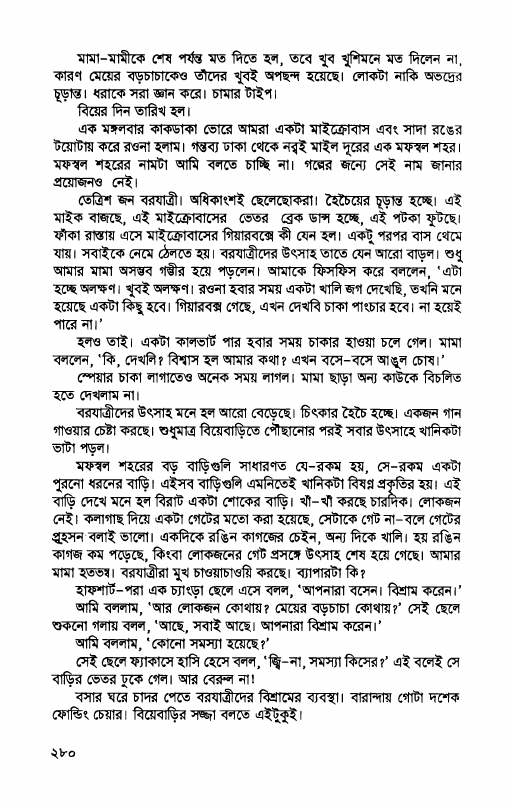 মামা-মামীকে শেষ পর্যন্ত মত দিতে হল, তবে খুব খুশিমনে মত দিলেন না,
কারণ মেয়ের বড়চাচাকেও তাঁদের খুবই অপছন্দ হয়েছে। লোকটা নাকি অভদ্রের
চূড়ান্ত। ধরাকে সরা জ্ঞান করে। চামার টাইপ।
বিয়ের দিন তারিখ হল।
এক মঙ্গলবার কাকডাকা ভোরে আমরা একটা মাইক্রোবাস এবং সাদা রঙের
টয়োটায় করে রওনা হলাম। গন্তব্য ঢাকা থেকে নব্বই মাইল দূরের এক মফস্বল শহর।
মফস্বল শহরের নামটা আমি বলতে চাচ্ছি না। গল্পের জন্যে সেই নাম জানার
প্রয়োজনও নেই।
তেত্রিশ জন বরযাত্রী। অধিকাংশই ছেলেছোকরা। হৈচৈয়ের চূড়ান্ত হচ্ছে। এই
মাইক বাজছে, এই মাইক্রোবাসের ভেতর ব্রেক ডান্স হচ্ছে, এই পটকা ফুটছে।
ফাঁকা রাস্তায় এসে মাইক্রোবাসের গিয়ারবক্সে কী যেন হল। একটু পরপর বাস থেমে
যায়। সবাইকে নেমে ঠেলতে হয়। বরযাত্রীদের উৎসাহ তাতে যেন আরো বাড়ল। শুধু
আমার মামা অসম্ভব গম্ভীর হয়ে পড়লেন। আমাকে ফিসফিস করে বললেন, ‘এটা
হচ্ছে অলক্ষণ। খুবই অলক্ষণ। রওনা হবার সময় একটা খালি জগ দেখেছি, তখনি মনে
হয়েছে একটা কিছু হবে। গিয়ারবক্স গেছে, এখন দেখবি চাকা পাংচার হবে। না হয়েই
পারে না।’
হলও তাই। একটা কালভার্ট পার হবার সময় চাকার হাওয়া চলে গেল। মামা
বললেন, ‘কি, দেখলি? বিশ্বাস হল আমার কথা? এখন বসে-বসে আঙুল চোষ।’
স্পেয়ার চাকা লাগাতেও অনেক সময় লাগল। মামা ছাড়া অন্য কাউকে বিচলিত
হতে দেখলাম না।
বরযাত্রীদের উৎসাহ মনে হল আরো বেড়েছে। চিৎকার হৈচৈ হচ্ছে। একজন গান
গাওয়ার চেষ্টা করছে। শুধুমাত্র বিয়েবাড়িতে পৌঁছানোর পরই সবার উৎসাহে খানিকটা
ভাটা পড়ল।
মফস্বল শহরের বড় বাড়িগুলি সাধারণত যে-রকম হয়, সে-রকম একটা
পুরনো ধরনের বাড়ি। এইসব বাড়িগুলি এমনিতেই খানিকটা বিষণ্ন প্রকৃতির হয়। এই
বাড়ি দেখে মনে হল বিরাট একটা শোকের বাড়ি। খাঁ-খাঁ করছে চারদিক। লোকজন
নেই। কলাগাছ দিয়ে একটা গেটের মতো করা হয়েছে, সেটাকে গেট না-বলে গেটের
প্রহসন বলাই ভালো। একদিকে রঙিন কাগজের চেইন, অন্য দিকে খালি। হয় রঙিন
কাগজ কম পড়েছে, কিংবা লোকজনের গেট প্রসঙ্গে উৎসাহ শেষ হয়ে গেছে। আমার
মামা হতভম্ব। বরযাত্রীরা মুখ চাওয়াচাওয়ি করছে। ব্যাপারটা কি?
হাফশার্ট-পরা এক চ্যাংড়া ছেলে এসে বলল, ‘আপনারা বসেন। বিশ্রাম করেন।’
আমি বললাম, ‘আর লোকজন কোথায়? মেয়ের বড়চাচা কোথায়?’ সেই ছেলে
শুকনো গলায় বলল, ‘আছে, সবাই আছে। আপনারা বিশ্রাম করেন।’
আমি বললাম, ‘কোনো সমস্যা হয়েছে?’
সেই ছেলে ফ্যাকাসে হাসি হেসে বলল, ‘জ্বি-না, সমস্যা কিসের?’ এই বলেই সে
বাড়ির ভেতর ঢুকে গেল। আর বেরুল না!
বসার ঘরে চাদর পেতে বরযাত্রীদের বিশ্রামের ব্যবস্থা। বারান্দায় গোটা দশেক
ফোল্ডিং চেয়ার। বিয়েবাড়ির সজ্জা বলতে এইটুকুই।
২৮০